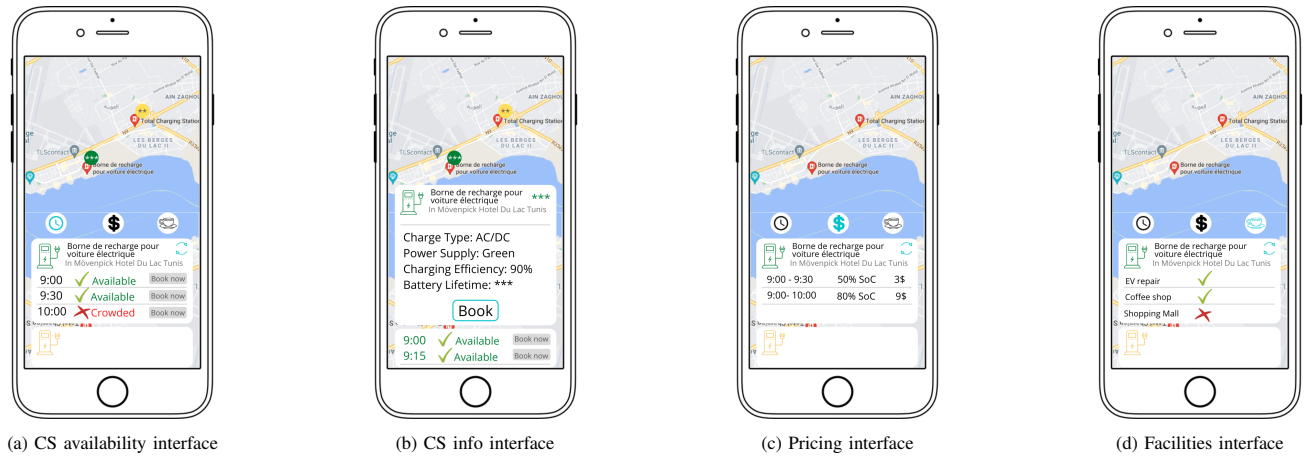 AIN ZAGHOU
Total Charging Station
N9
LES BERGES
DU LAC II
TLScontact
Borne de recharge
pour voiture électrique
Borne de recharge pour
voiture électrique
In Mövenpick Hotel Du Lac Tunis
9:00 Available Book now
9:30 Available Book now
10:00 Crowded Book now
(a) CS availability interface
AIN ZAGHOU
Total Charging Station
N9
LES BERGES
DU LAC II
TLScontact
Borne de recharge
pour voiture électrique
Borne de recharge pour
voiture électrique
***
In Mövenpick Hotel Du Lac Tunis
Charge Type: AC/DC
Power Supply: Green
Charging Efficiency: 90%
Battery Lifetime: ***
Book
9:00 Available Book now
9:15 Available Book now
(b) CS info interface
AIN ZAGHOU
Total Charging Station
N9
LES BERGES
DU LAC II
TLScontact
Borne de recharge
pour voiture électrique
$
Borne de recharge pour
voiture électrique
In Mövenpick Hotel Du Lac Tunis
9:00 - 9:30 50% SoC 3$
9:00- 10:00 80% SoC 9$
(c) Pricing interface
AIN ZAGHOU
Total Charging Station
N9
LES BERGES
DU LAC II
TLScontact
Borne de recharge
pour voiture électrique
$
Borne de recharge pour
voiture électrique
In Mövenpick Hotel Du Lac Tunis
EV repair
Coffee shop
Shopping Mall
(d) Facilities interface